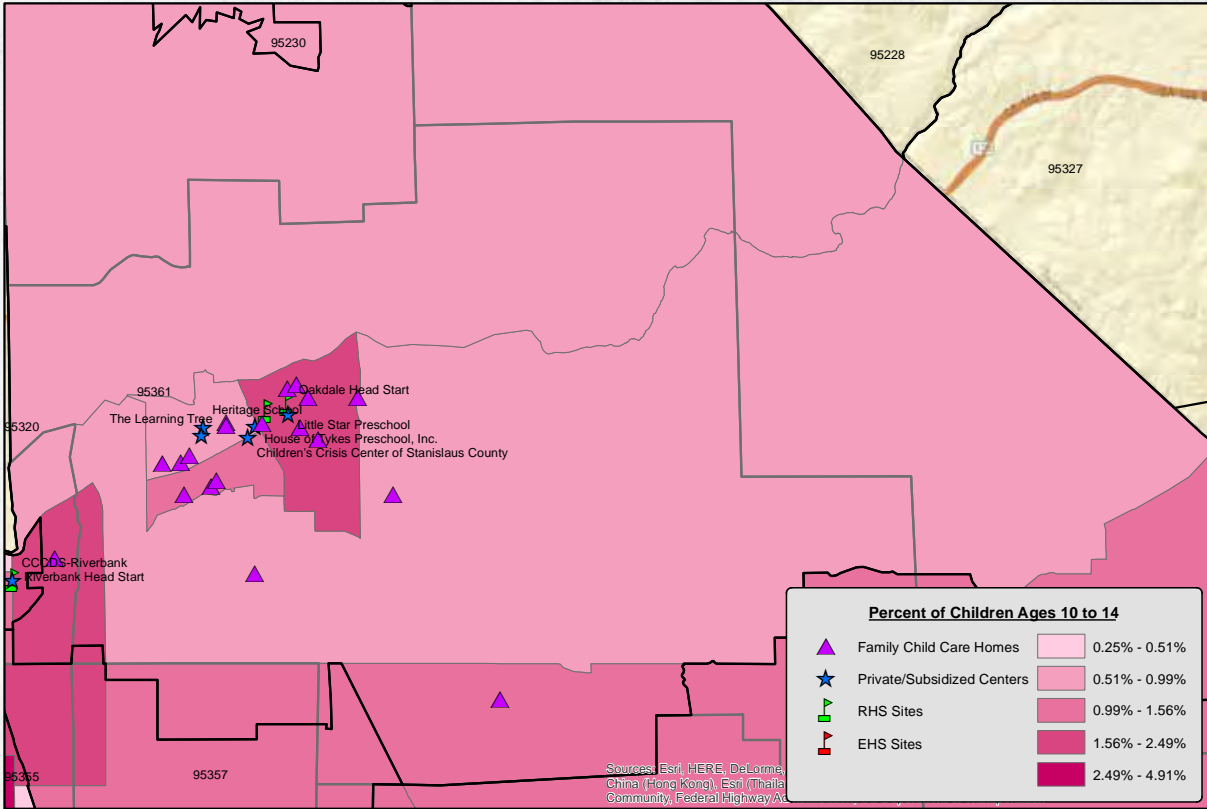 95230
95228
95327
95361
Oakdale Head Start
Heritage School
The Learning Tree
Little Star Preschool
95320
House of Tykes Preschool, Inc.
Children's Crisis Center of Stanislaus County
CCCDS-Riverbank
Riverbank Head Start
95355
95357
Sources: Esri, HERE, DeLorme,
China (Hong Kong), Esri
Community, Federal Highway
Percent of Children Ages 10 to 14
Family Child Care Homes
0.25% - 0.51%
Private/Subsidized Centers
0.51% - 0.99%
RHS Sites
0.99% - 1.56%
EHS Sites
1.56% - 2.49%
2.49% - 4.91%